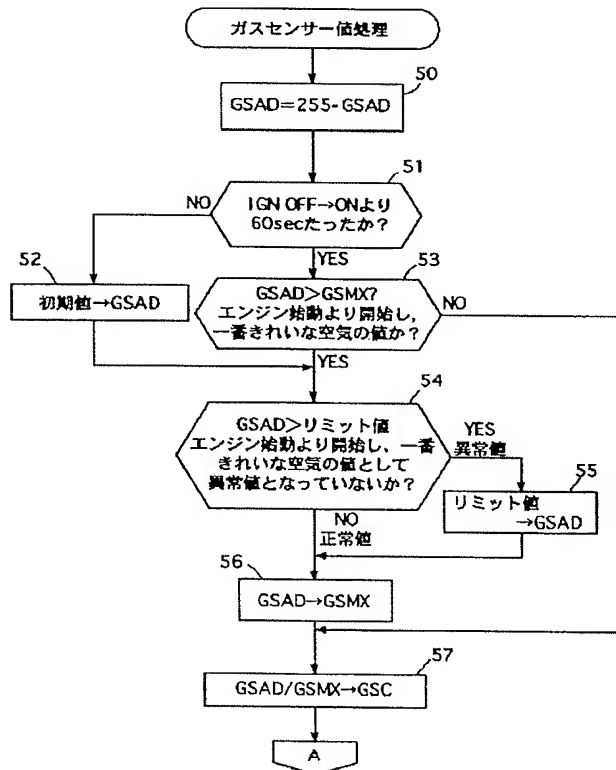 ガスセンサー値処理
50
GSAD=255-GSAD
51
IGN OFF→ONより
60secたったか？
NO
YES
52
初期値→GSAD
53
GSAD>GSMX?
エンジン始動より開始し,
一番きれいな空気の値か？
NO
YES
54
GSAD>リミット値
エンジン始動より開始し、一番
きれいな空気の値として
異常値となっていないか？
YES
異常値
55
リミット値
→GSAD
NO
正常値
56
GSAD→GSMX
57
GSAD/GSMX→GSC
A